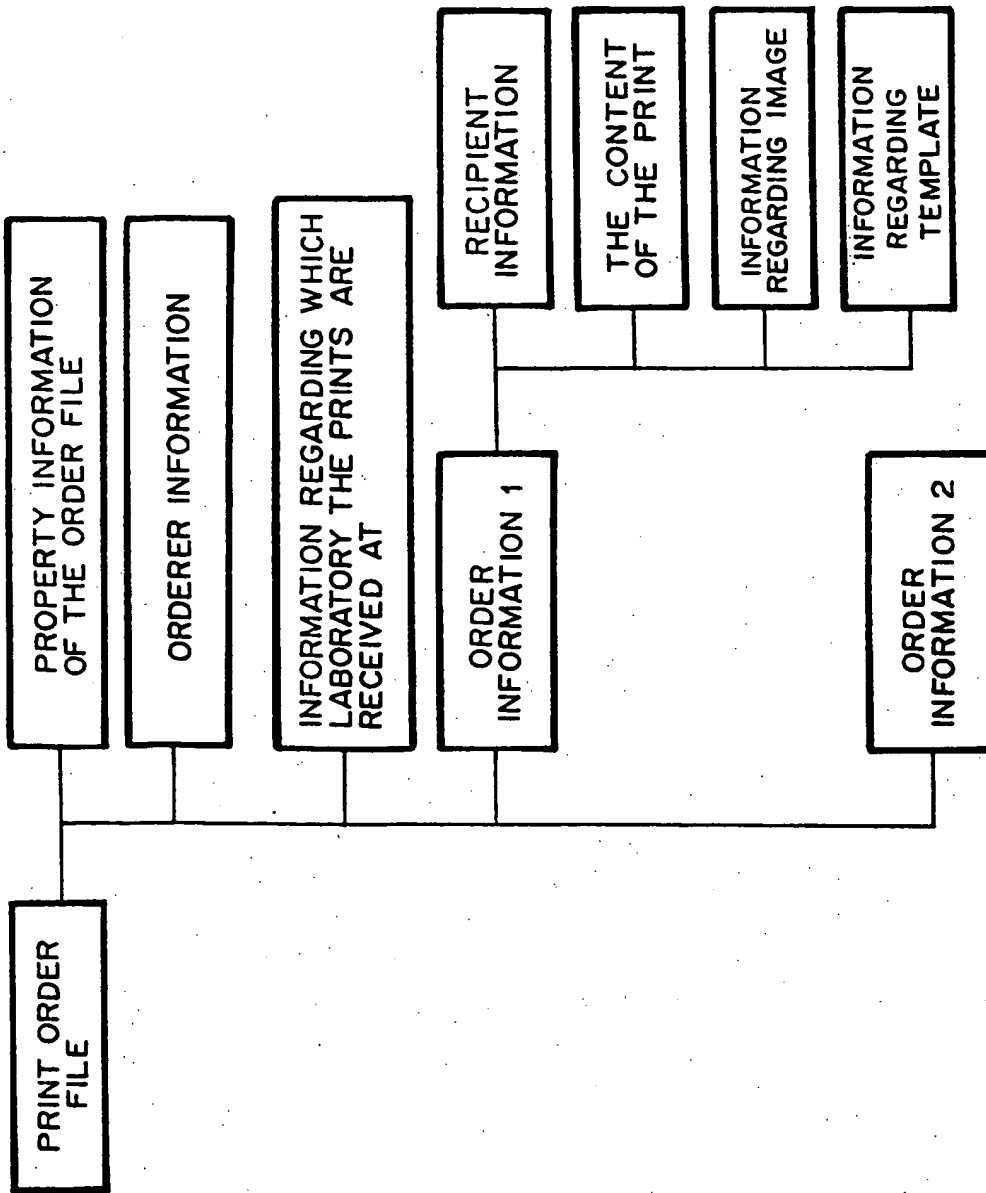 PRINT ORDER
FILE
PROPERTY INFORMATION
OF THE ORDER FILE
ORDERER INFORMATION
INFORMATION REGARDING WHICH
LABORATORY THE PRINTS ARE
RECEIVED AT
ORDER
INFORMATION 1
RECIPIENT
INFORMATION
THE CONTENT
OF THE PRINT
INFORMATION
REGARDING IMAGE
INFORMATION
REGARDING
TEMPLATE
ORDER
INFORMATION 2